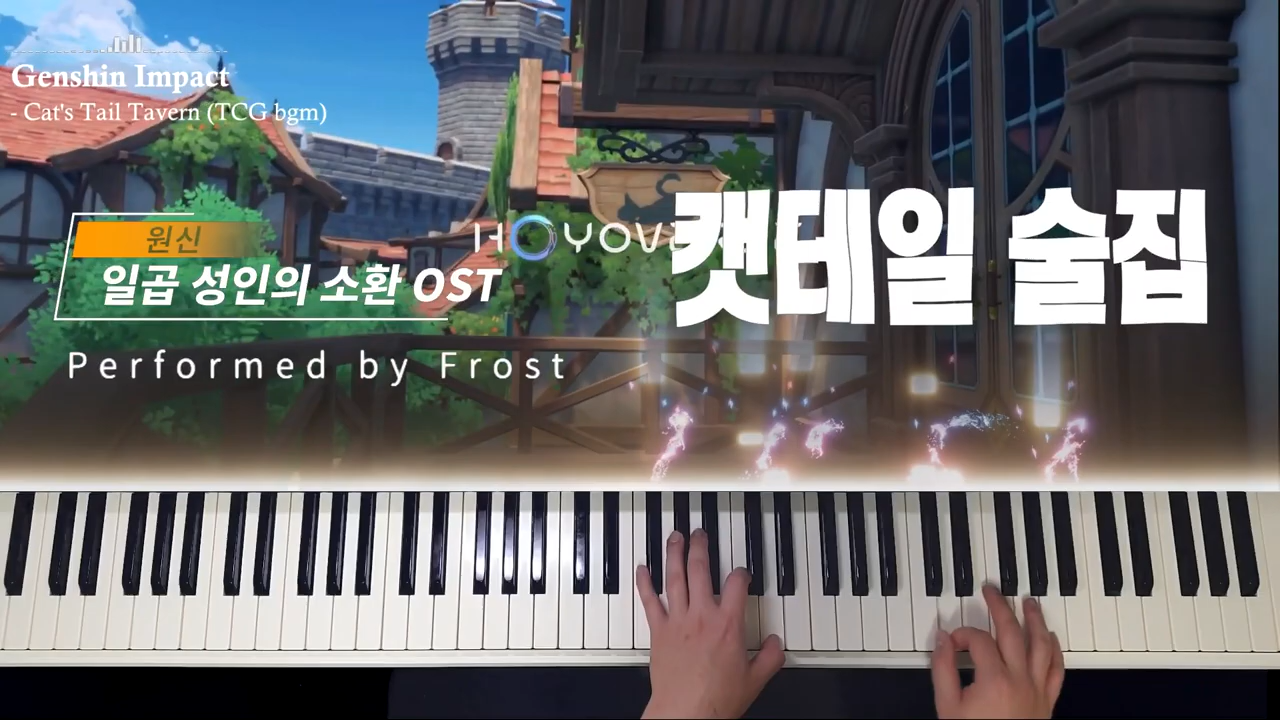 Genshin Impact
- Cat's Tail Tavern (TCG bgm)
원신
일곱 성인의 소환 OST
캣테일 술집
HOYOV
Performed by Frost